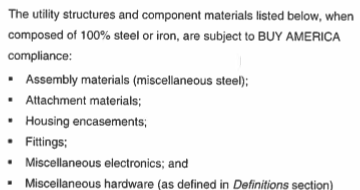 The utility structures and component materials listed below, when
composed of 100% steel or iron, are subject to BUY AMERICA
compliance:
▪ Assembly materials (miscellaneous steel);
▪ Attachment materials;
▪ Housing encasements;
▪ Fittings;
▪ Miscellaneous electronics; and
▪ Miscellaneous hardware (as defined in Definitions section)